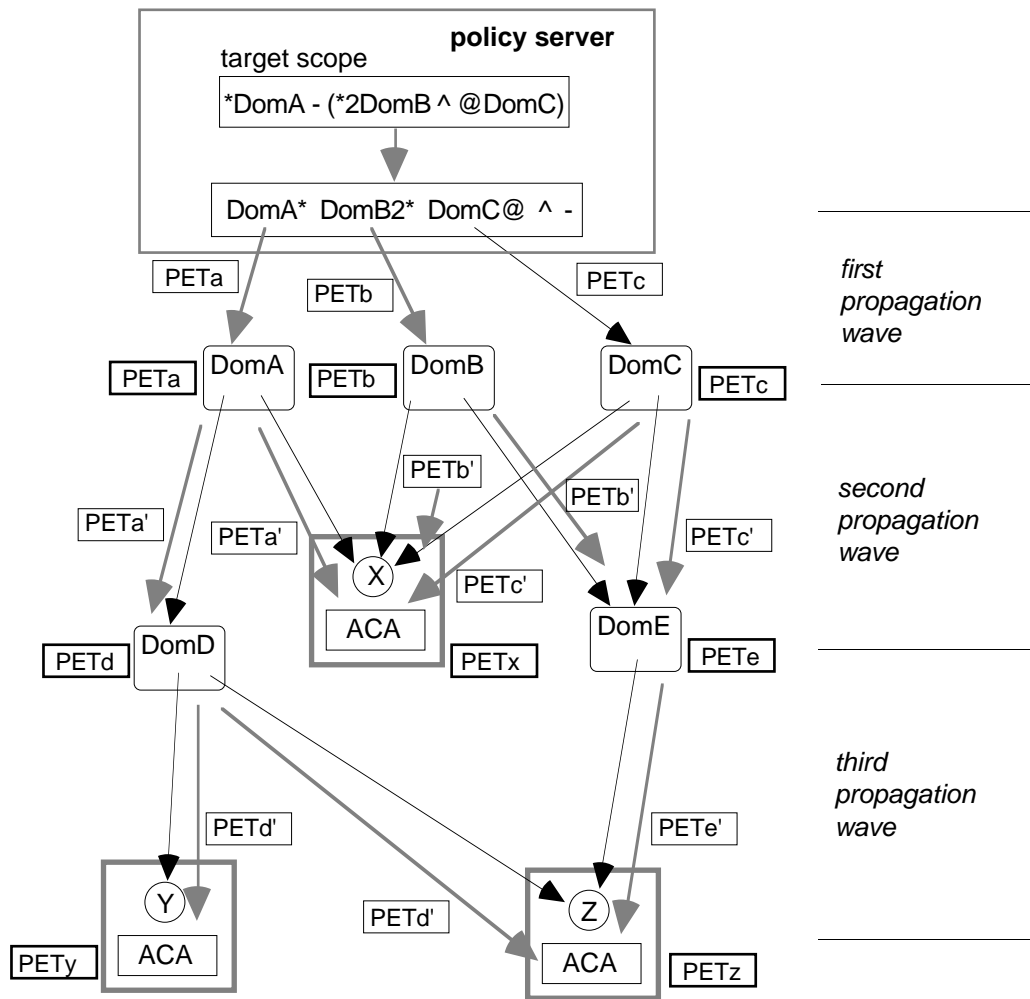 policy server
target scope
*DomA - (*2DomB ^ @DomC)
DomA* DomB2* DomC@ ^ -
PETa
PETb
PETc
first
propagation
wave
PETa
DomA
PETb
DomB
DomC
PETc
PETb'
PETa'
PETa'
PETb'
PETc'
second
propagation
wave
X
PETc'
ACA
PETx
DomD
PETd
DomE
PETe
third
propagation
wave
PETd'
PETe'
Y
PETd'
Z
ACA
PETy
ACA
PETz